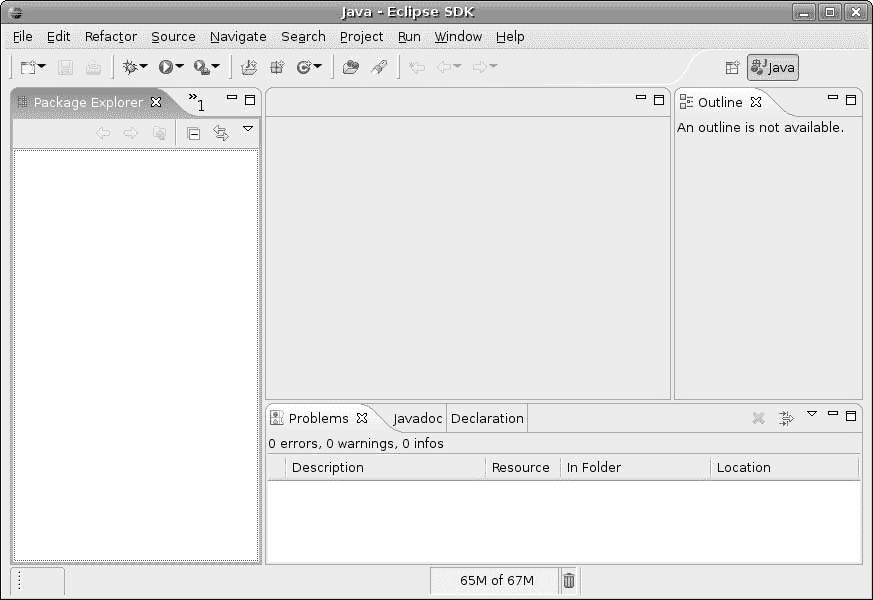 Java - Eclipse SDK
File Edit Refactor Source Navigate Search Project Run Window Help
Java
Package Explorer
1
Outline
An outline is not available.
Problems Javadoc Declaration
0 errors, 0 warnings, 0 infos
Description Resource In Folder Location
65M of 67M